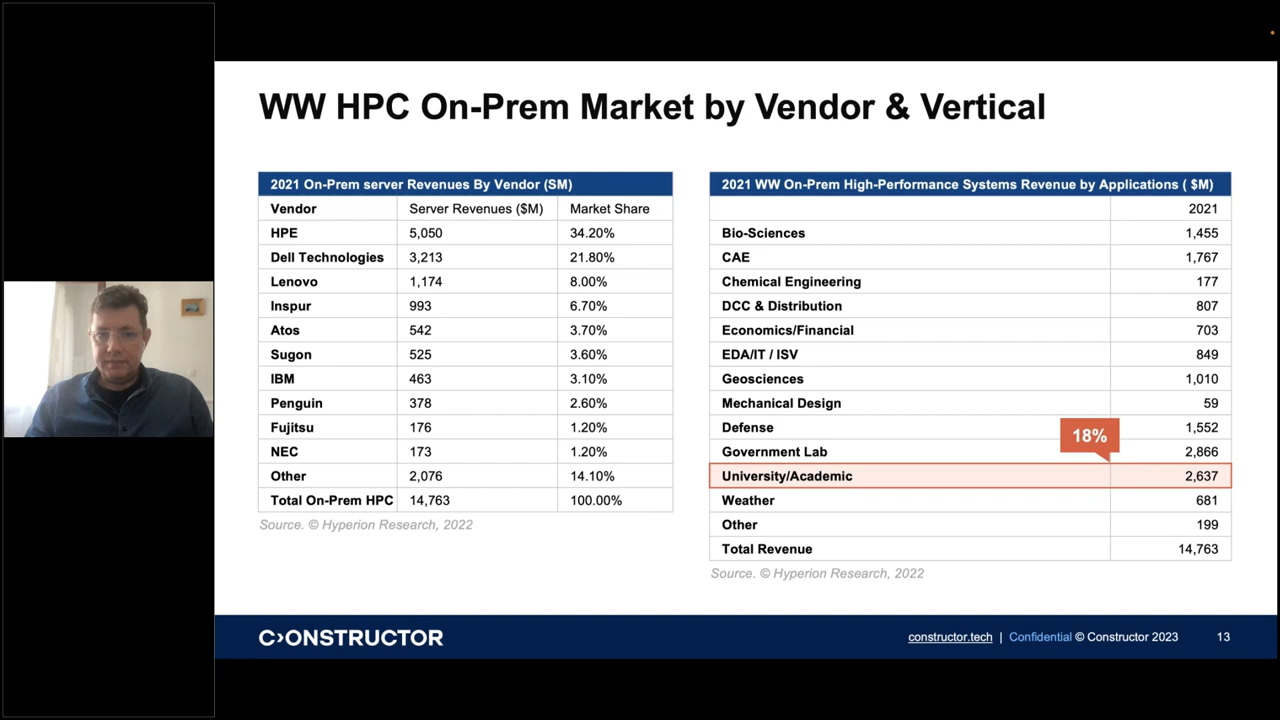 WW HPC On-Prem Market by Vendor & Vertical
2021 On-Prem server Revenues By Vendor (SM)
Vendor Server Revenues ($M) Market Share
HPE 5,050 34.20%
Dell Technologies 3,213 21.80%
Lenovo 1,174 8.00%
Inspur 993 6.70%
Atos 542 3.70%
Sugon 525 3.60%
IBM 463 3.10%
Penguin 378 2.60%
Fujitsu 176 1.20%
NEC 173 1.20%
Other 2,076 14.10%
Total On-Prem HPC 14,763 100.00%
Source. © Hyperion Research, 2022
2021 WW On-Prem High-Performance Systems Revenue by Applications ( $M)
2021
Bio-Sciences 1,455
CAE 1,767
Chemical Engineering 177
DCC & Distribution 807
Economics/Financial 703
EDA/IT / ISV 849
Geosciences 1,010
Mechanical Design 59
Defense 1,552
18%
Government Lab 2,866
University/Academic 2,637
Weather 681
Other 199
Total Revenue 14,763
Source. © Hyperion Research, 2022
C›ONSTRUCTOR
constructor.tech | Confidential © Constructor 2023 13